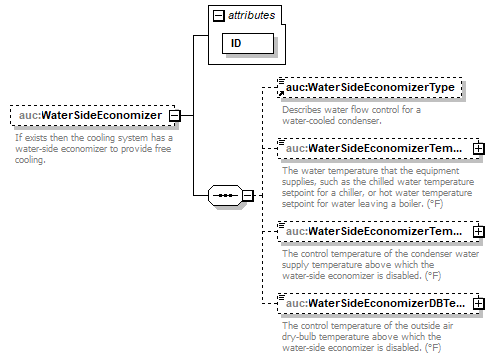 attributes
ID
auc:WaterSideEconomizer
If exists then the cooling system has a
water-side economizer to provide free
cooling.
auc:WaterSideEconomizerType
Describes water flow control for a
water-cooled condenser.
auc:WaterSideEconomizerTem...
The water temperature that the equipment
supplies, such as the chilled water temperature
setpoint for a chiller, or hot water temperature
setpoint for water leaving a boiler. (°F)
auc:WaterSideEconomizerTem...
The control temperature of the condenser water
supply temperature above which the
water-side economizer is disabled. (°F)
auc:WaterSideEconomizerDBTe...
The control temperature of the outside air
dry-bulb temperature above which the
water-side economizer is disabled. (°F)